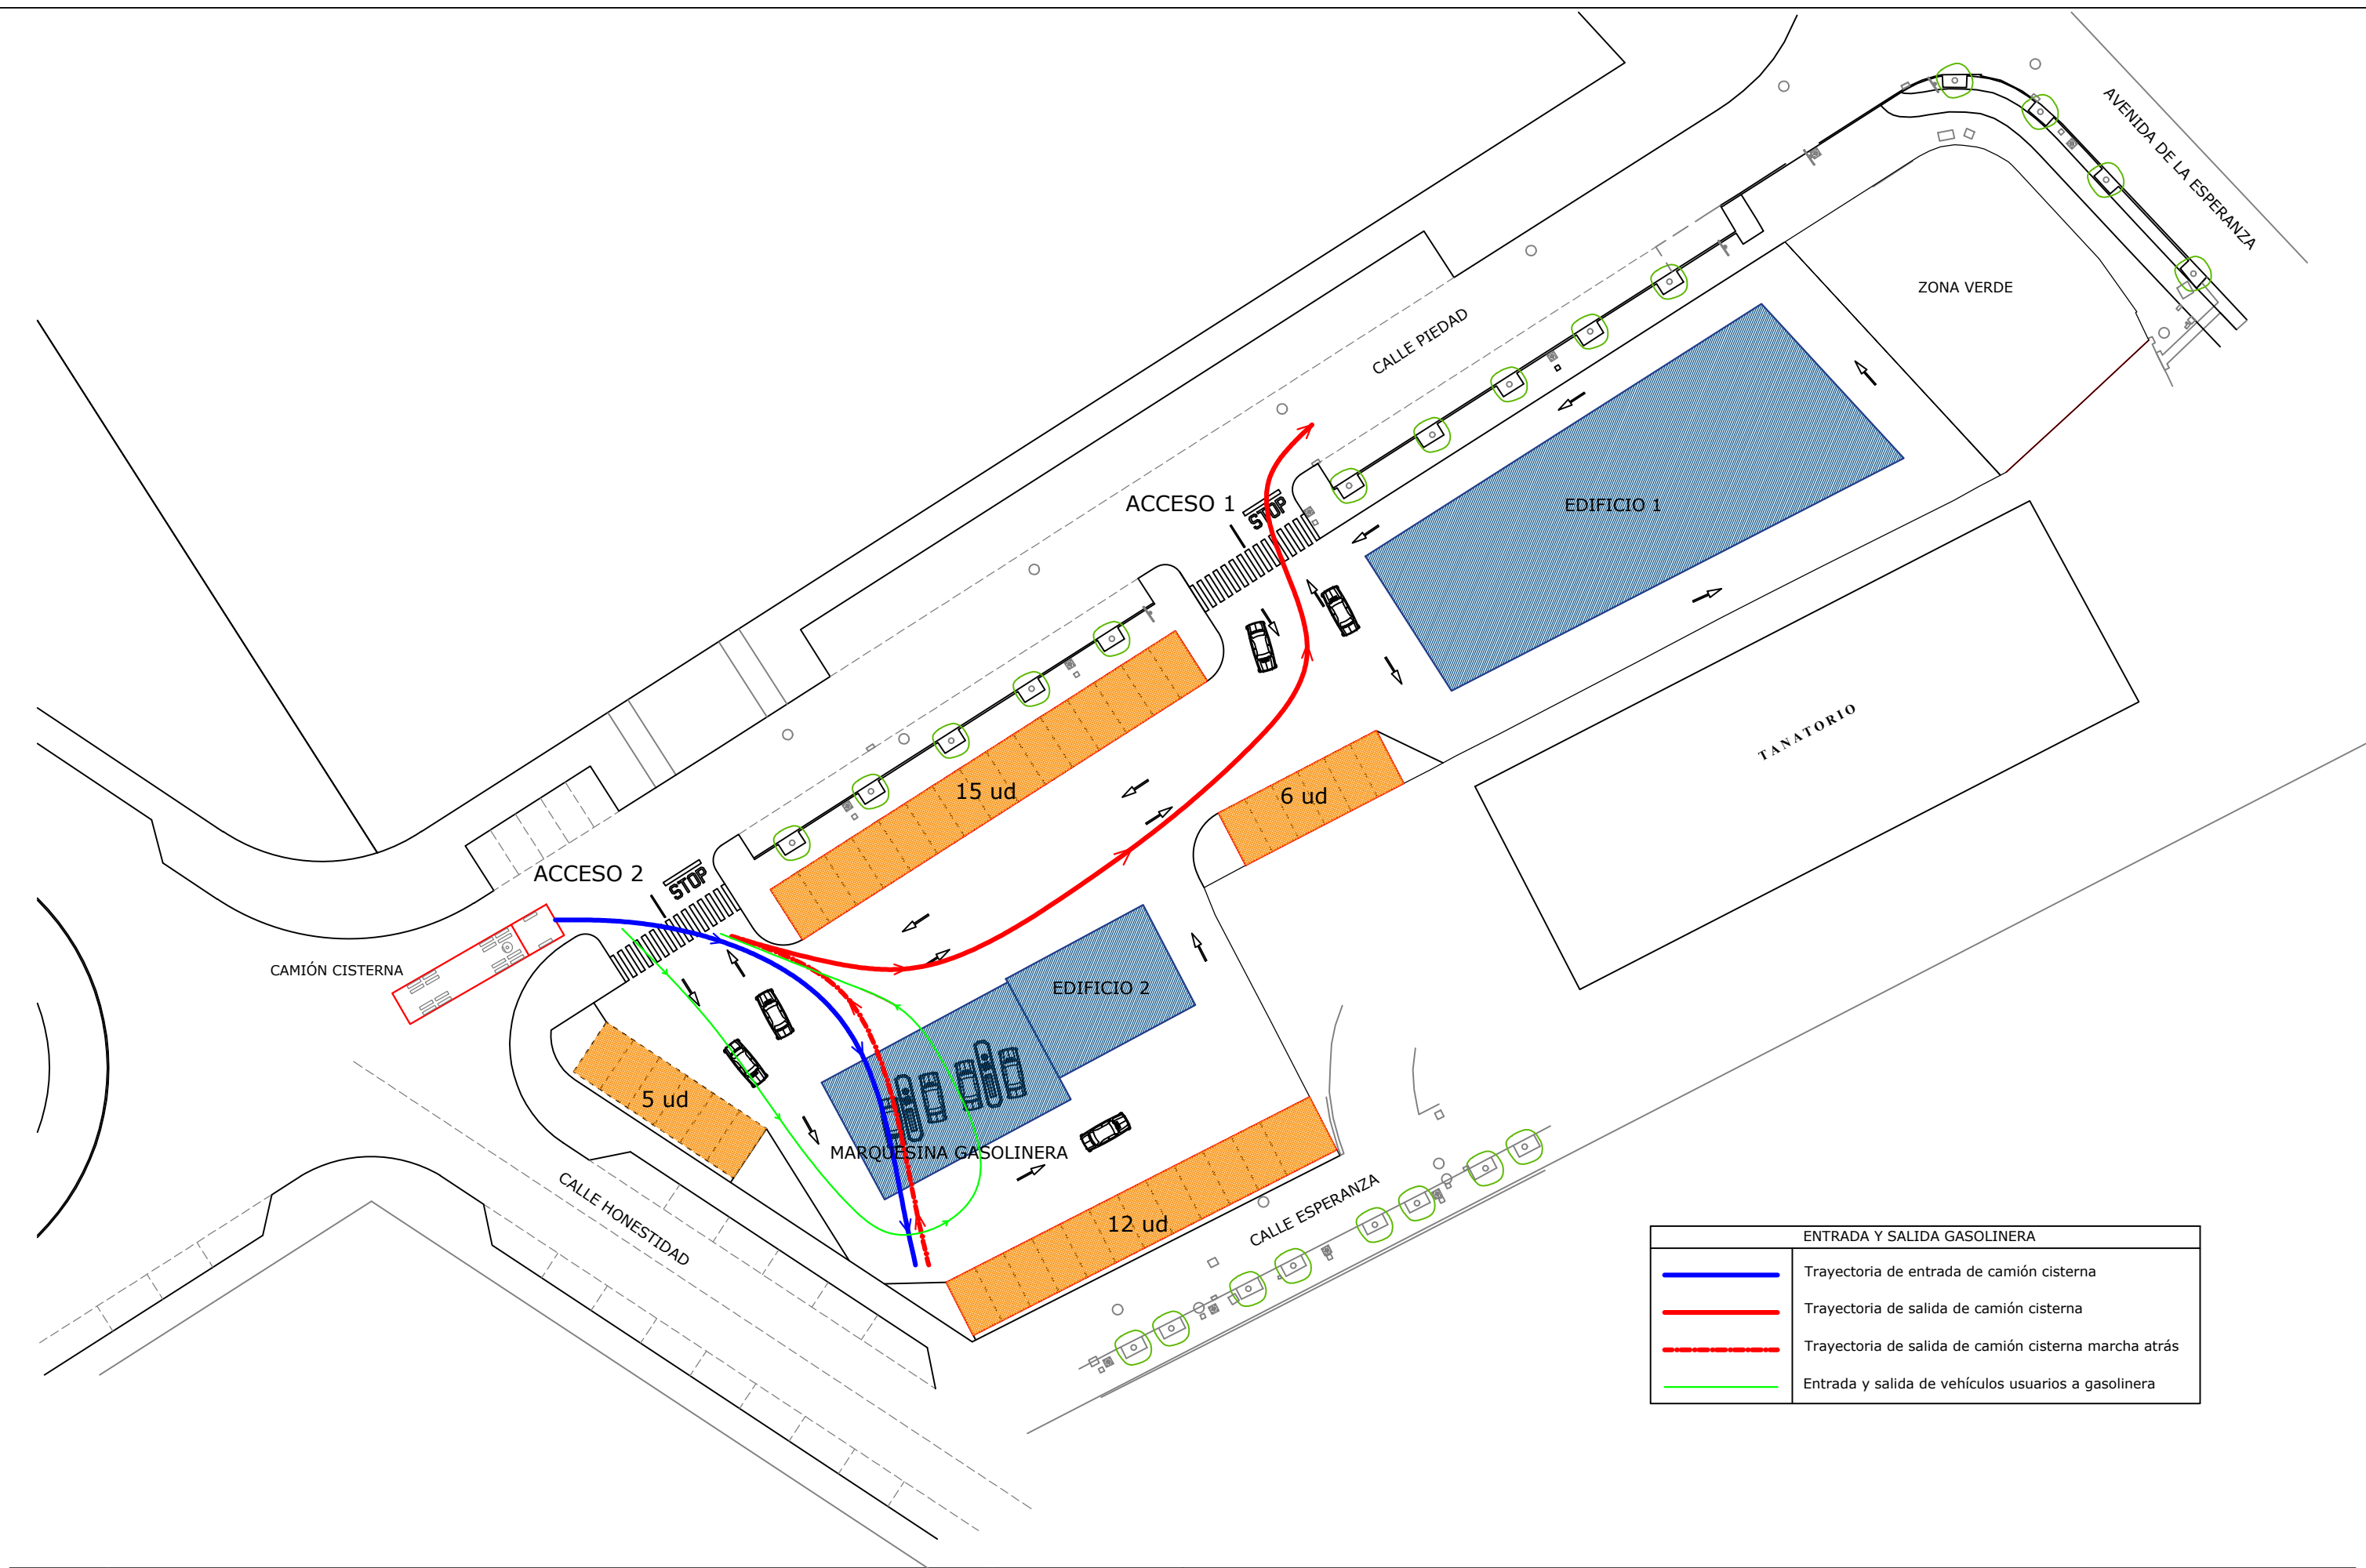 AVENIDA DE LA ESPERANZA
ZONA VERDE
CALLE PIEDAD
ACCESO 1
STOP
EDIFICIO 1
TANATORIO
15 ud
6 ud
ACCESO 2
STOP
CAMIÓN CISTERNA
EDIFICIO 2
5 ud
MARQUESINA GASOLINERA
CALLE HONESTIDAD
12 ud
CALLE ESPERANZA
ENTRADA Y SALIDA GASOLINERA
Trayectoria de entrada de camión cisterna
Trayectoria de salida de camión cisterna
Trayectoria de salida de camión cisterna marcha atrás
Entrada y salida de vehículos usuarios a gasolinera